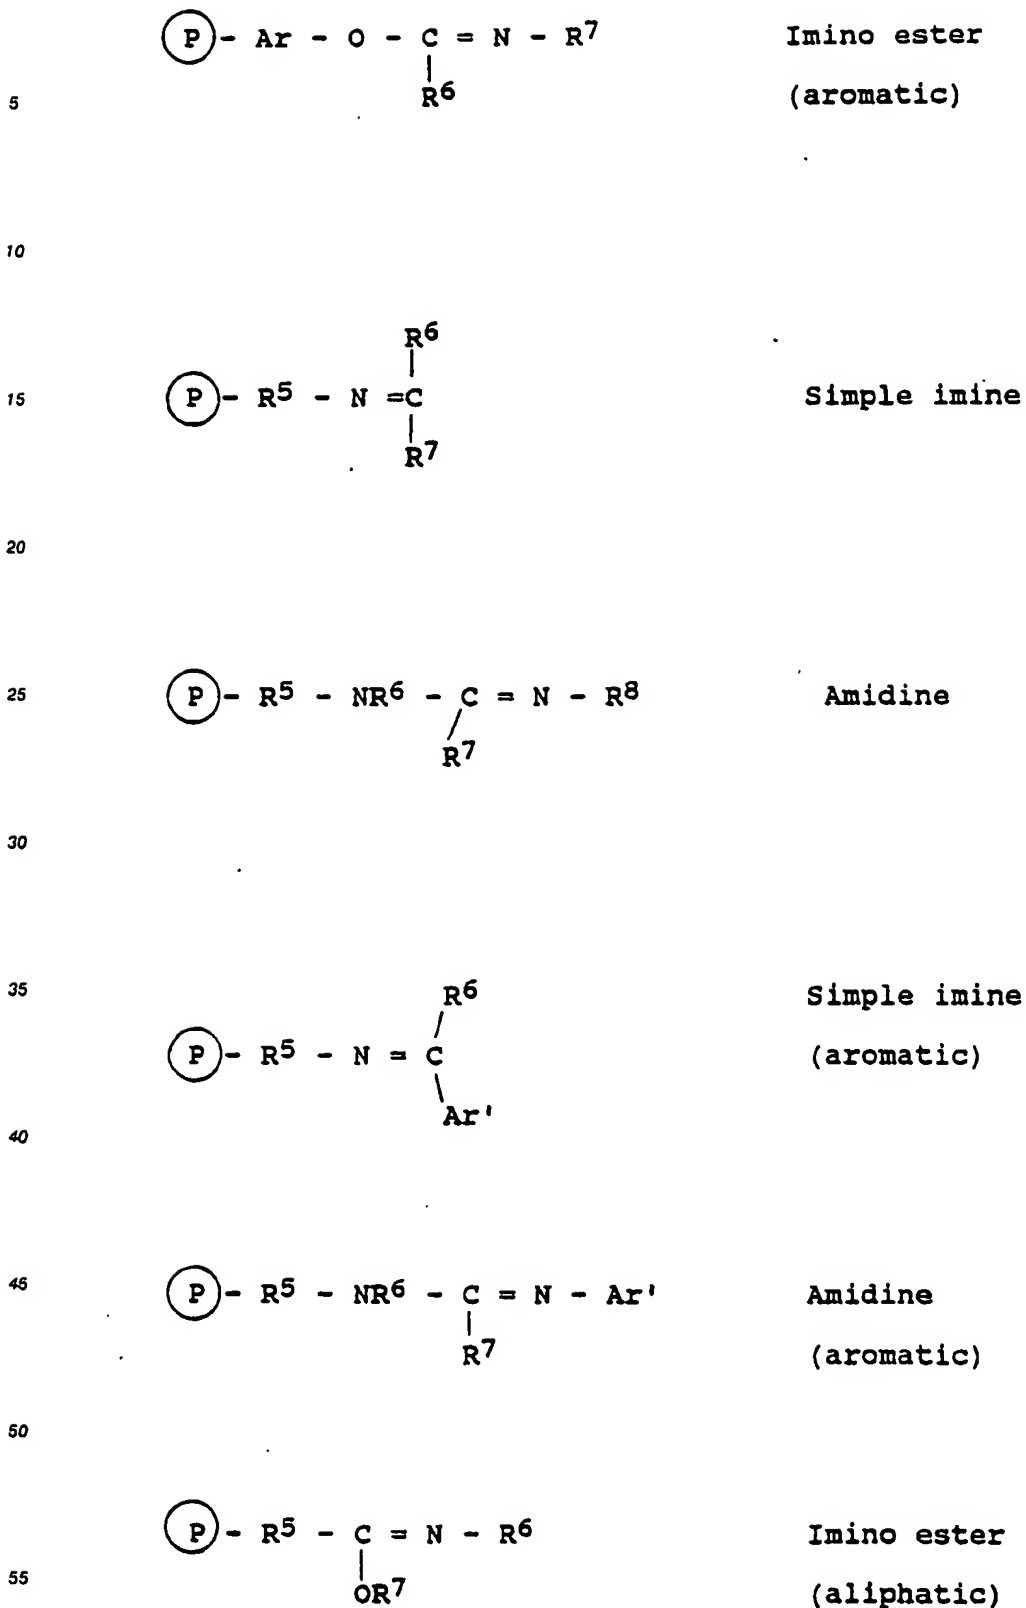 P - Ar - O - C = N - R7 Imino ester
|
5 R6 (aromatic)
10
R6
|
15 P - R5 - N =C Simple imine
|
R7
20
25 P - R5 - NR6 - C = N - R8 Amidine
/
R7
30
35 R6 Simple imine
/
P - R5 - N = C (aromatic)
\
Ar'
40
45 P - R5 - NR6 - C = N - Ar' Amidine
|
R7 (aromatic)
50
P - R5 - C = N - R6 Imino ester
|
55 OR7 (aliphatic)